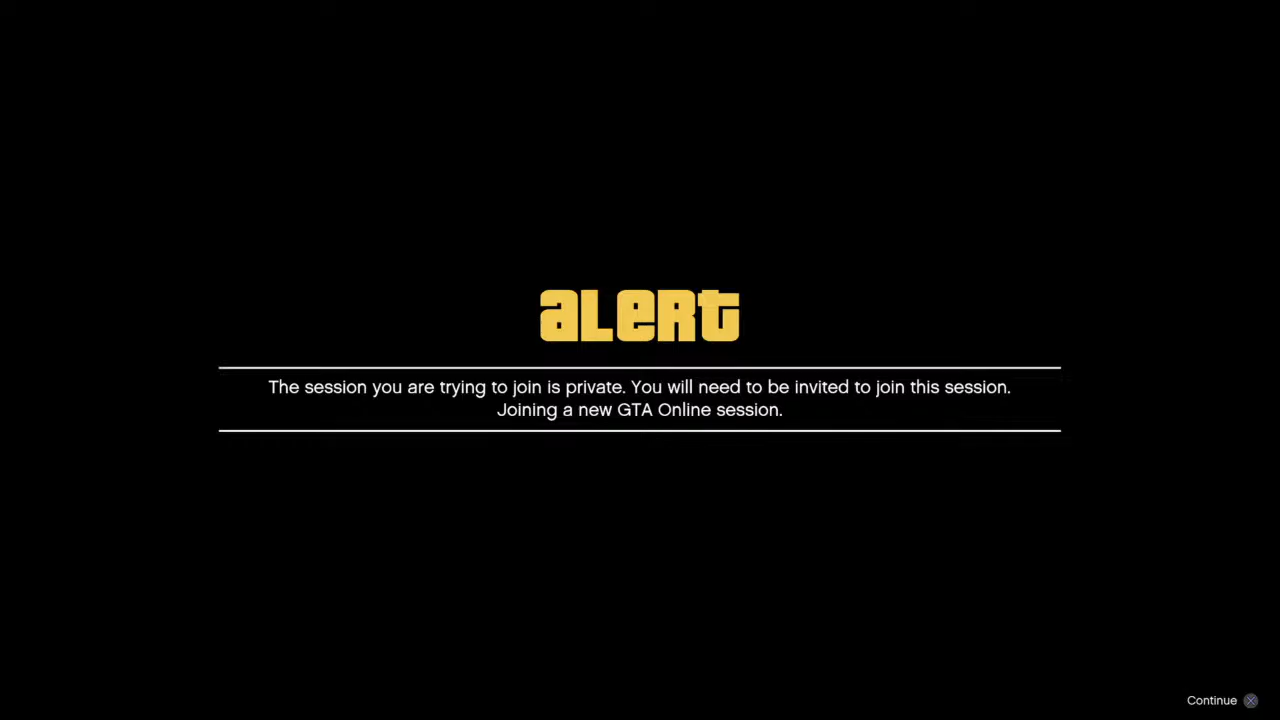 alert
The session you are trying to join is private. You will need to be invited to join this session.
Joining a new GTA Online session.
Continue